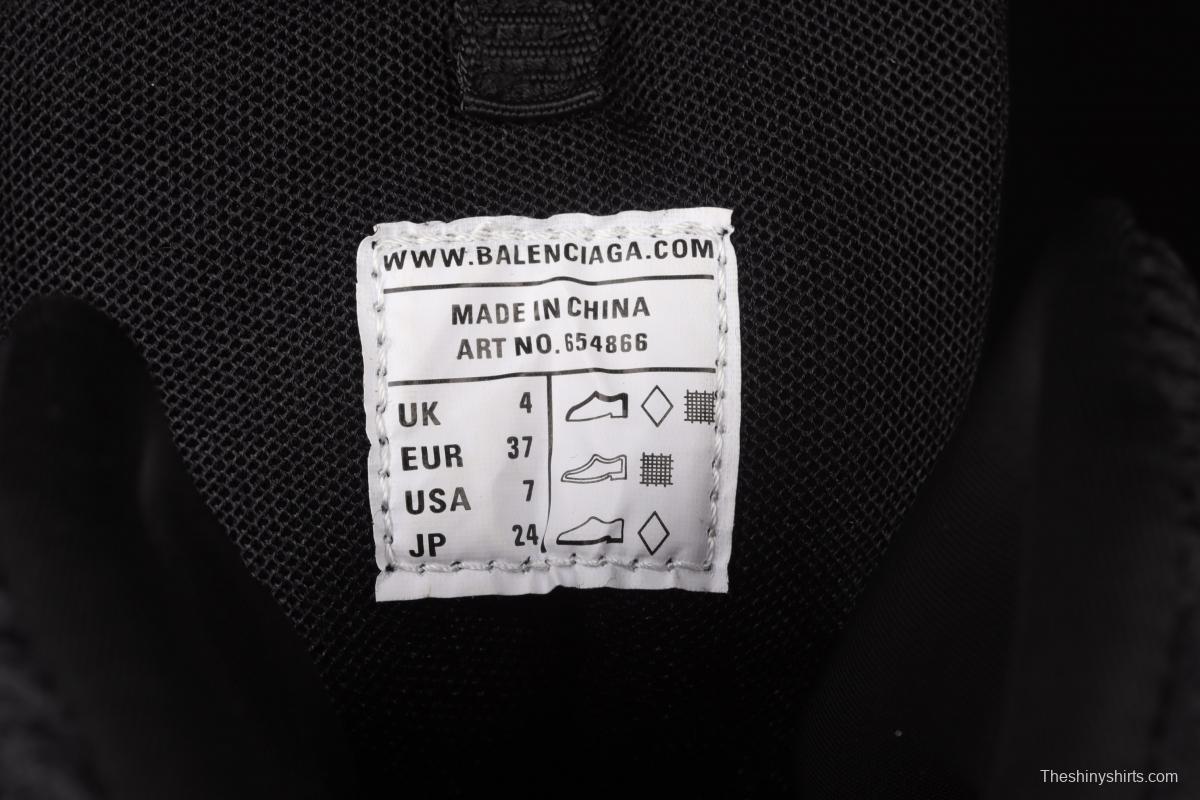 WWW.BALENCIAGA.COM
MADE IN CHINA
ART NO. 654866
UK 4
EUR 37
USA 7
JP 24
Theshinyshirts.com